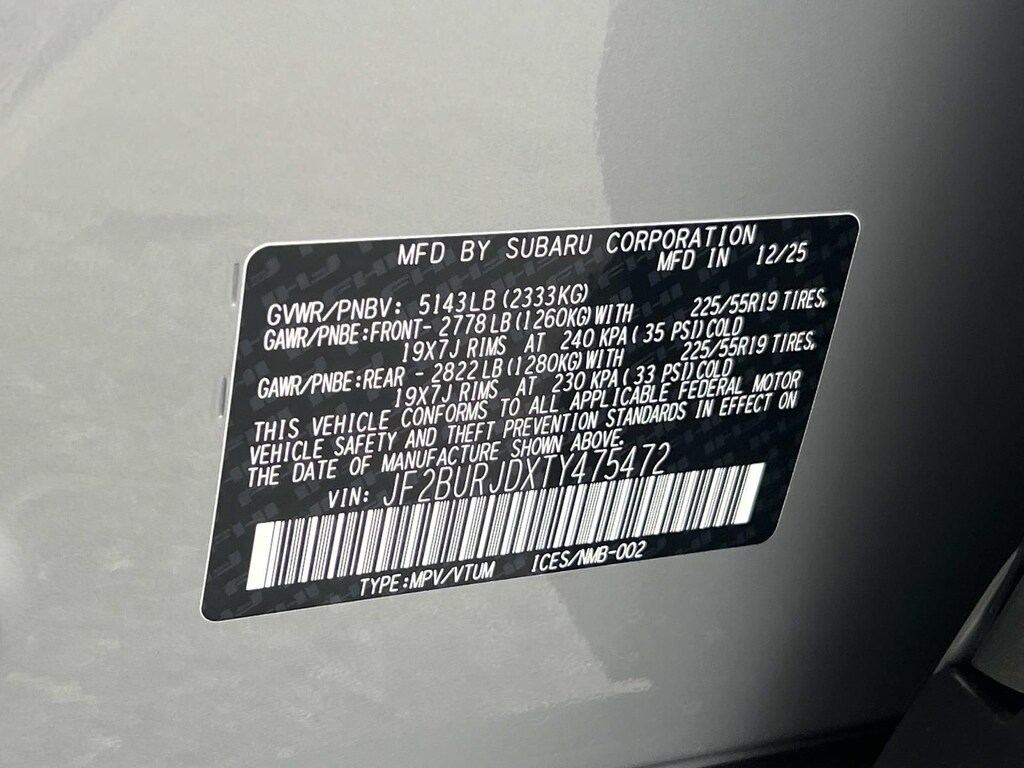 MFD BY SUBARU CORPORATION
MFD IN 12/25
GVWR/PNBV: 5143LB (2333KG)
GAWR/PNBE:FRONT- 2778LB (1260KG) WITH 225/55R19 TIRES,
19X7J RIMS AT 240 KPA ( 35 PSI) COLD
GAWR/PNBE:REAR - 2822LB (1280KG) WITH 225/55R19 TIRES,
19X7J RIMS AT 230 KPA ( 33 PSI) COLD
THIS VEHICLE CONFORMS TO ALL APPLICABLE FEDERAL MOTOR
VEHICLE SAFETY AND THEFT PREVENTION STANDARDS IN EFFECT ON
THE DATE OF MANUFACTURE SHOWN ABOVE.
VIN: JF2BURJDXTY475472
TYPE:MPV/VTUM ICES/NMB-002